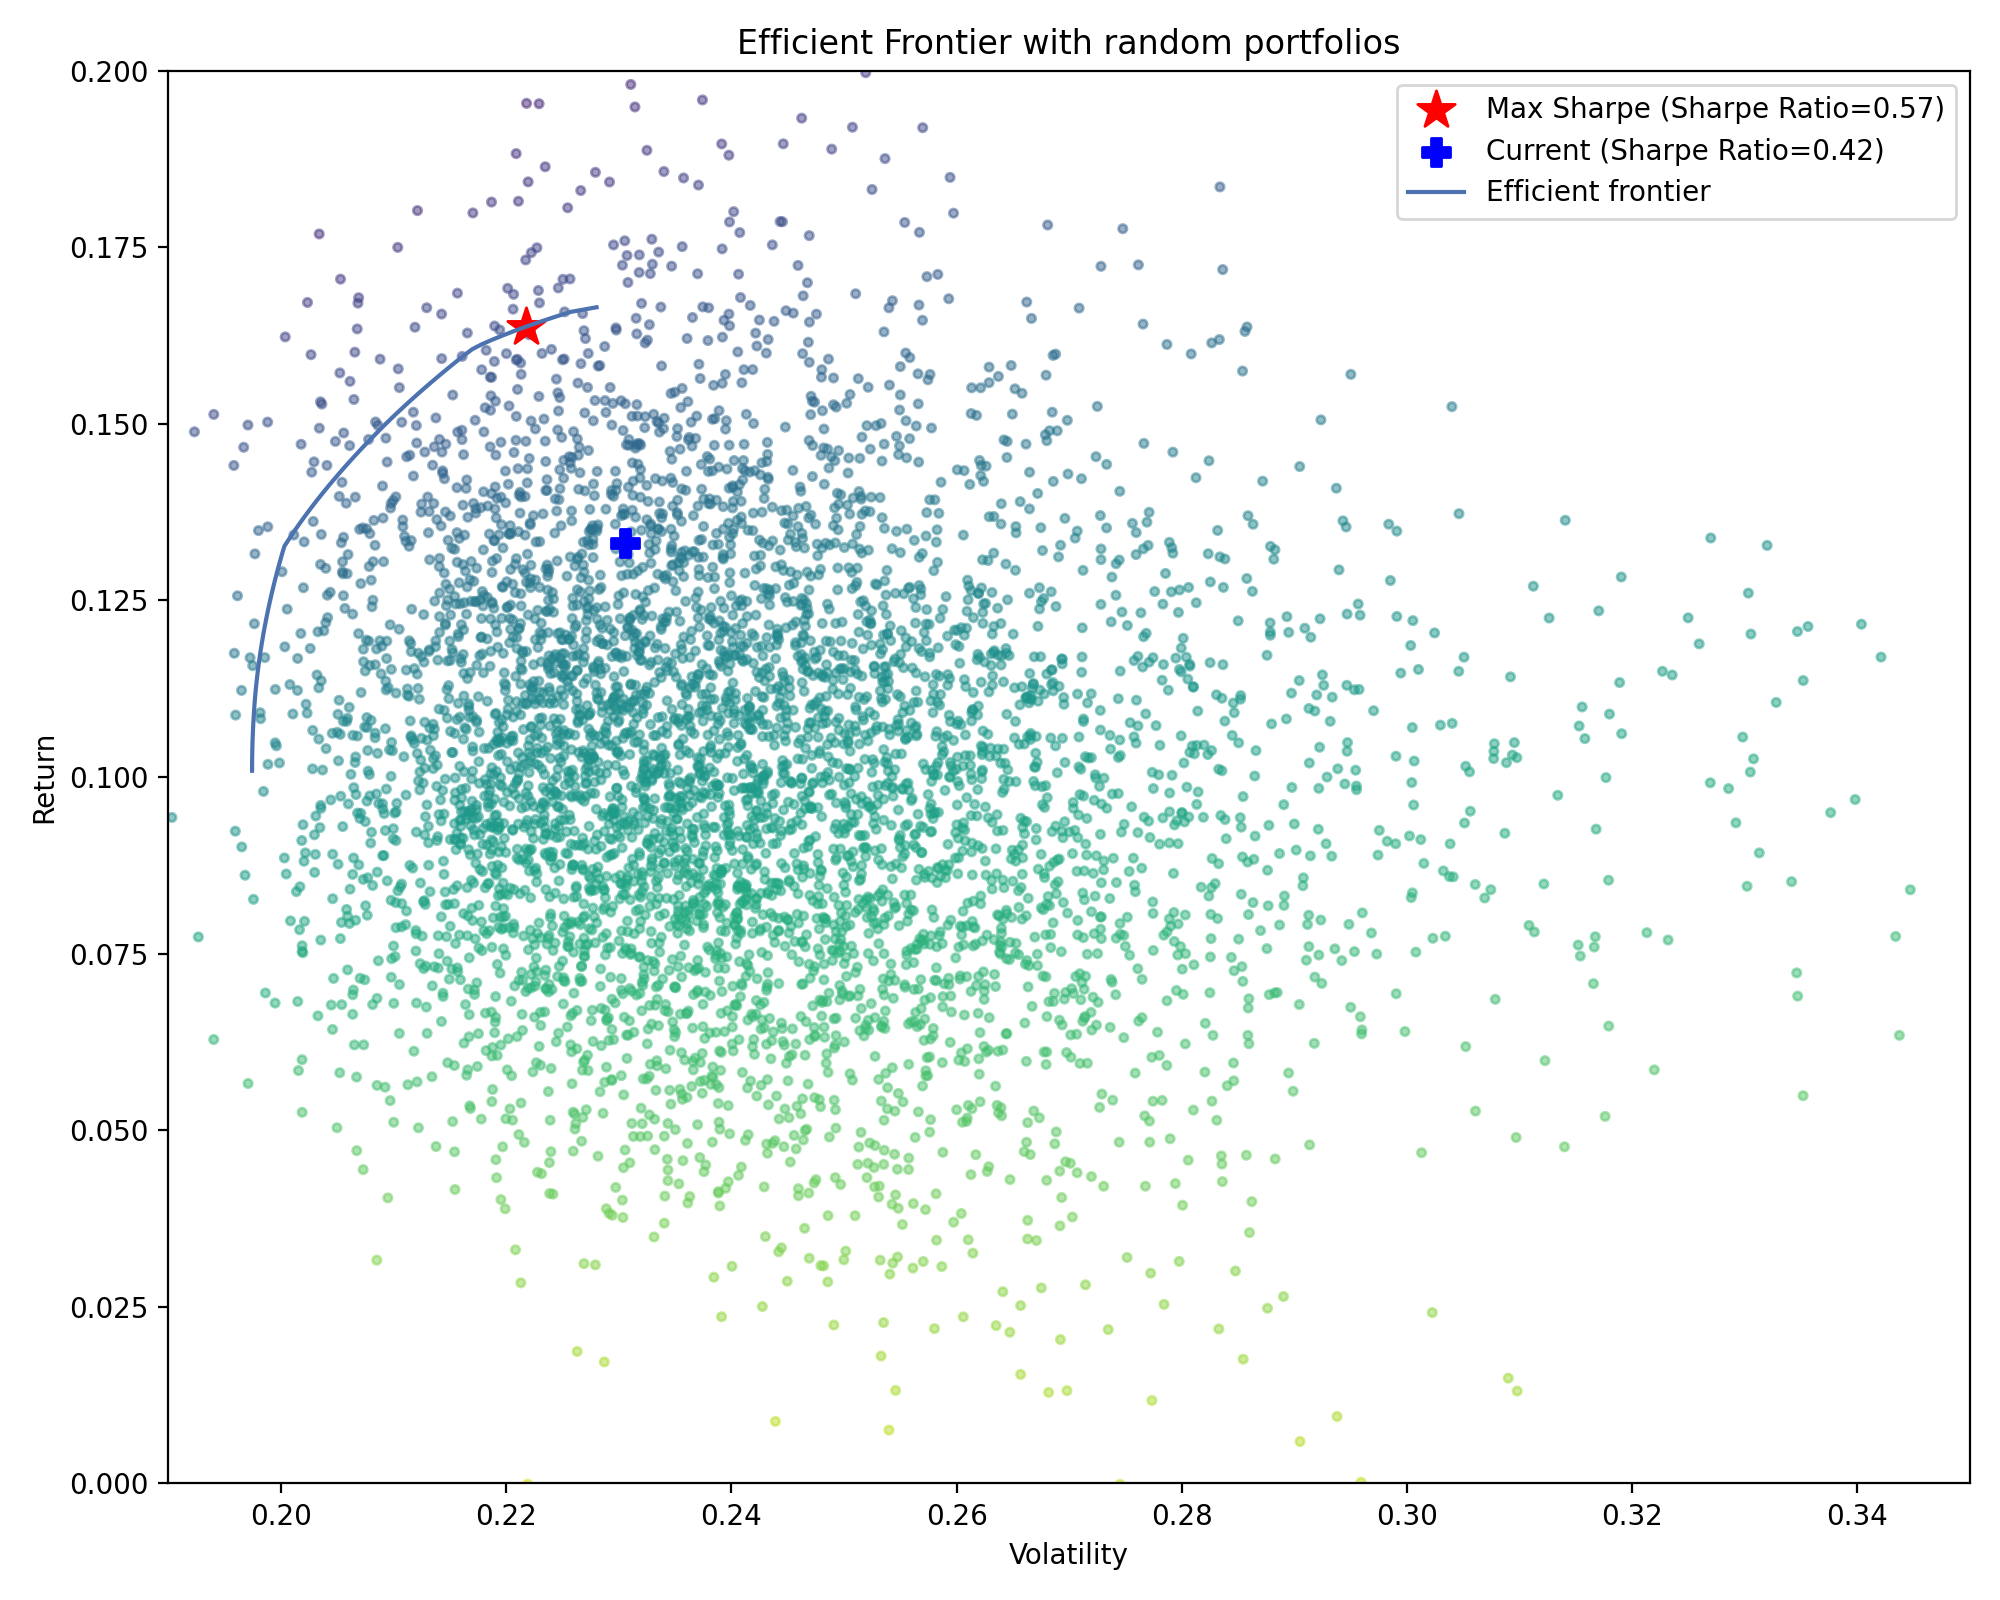 Efficient Frontier with random portfolios
Max Sharpe (Sharpe Ratio=0.57)
Current (Sharpe Ratio=0.42)
Efficient frontier
0.200
0.175
0.150
0.125
0.100
0.075
0.050
0.025
0.000
Return
0.20 0.22 0.24 0.26 0.28 0.30 0.32 0.34
Volatility